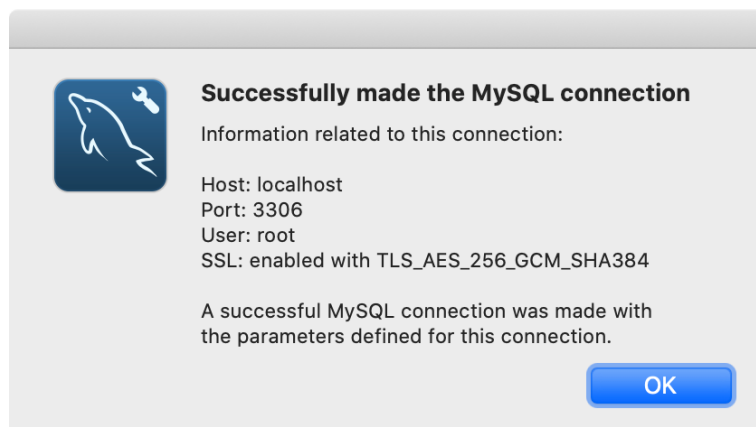 Successfully made the MySQL connection
Information related to this connection:
Host: localhost
Port: 3306
User: root
SSL: enabled with TLS_AES_256_GCM_SHA384
A successful MySQL connection was made with
the parameters defined for this connection.
OK